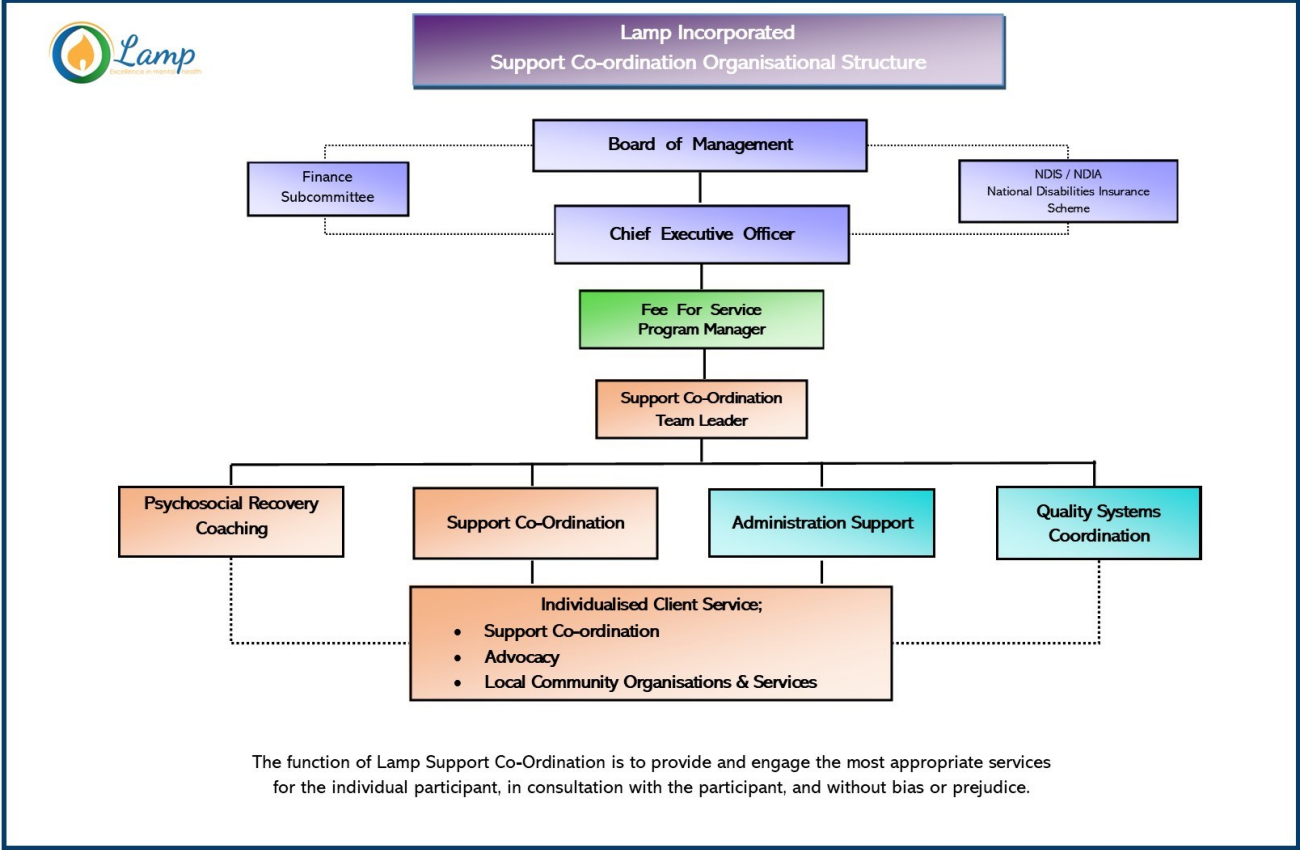 Lamp
Excellence in mental health
Lamp Incorporated
Support Co-ordination Organisational Structure
Board of Management
Finance
Subcommittee
NDIS / NDIA
National Disabilities Insurance
Scheme
Chief Executive Officer
Fee For Service
Program Manager
Support Co-Ordination
Team Leader
Psychosocial Recovery
Coaching
Support Co-Ordination
Administration Support
Quality Systems
Coordination
Individualised Client Service;
• Support Co-ordination
• Advocacy
• Local Community Organisations & Services
The function of Lamp Support Co-Ordination is to provide and engage the most appropriate services
for the individual participant, in consultation with the participant, and without bias or prejudice.